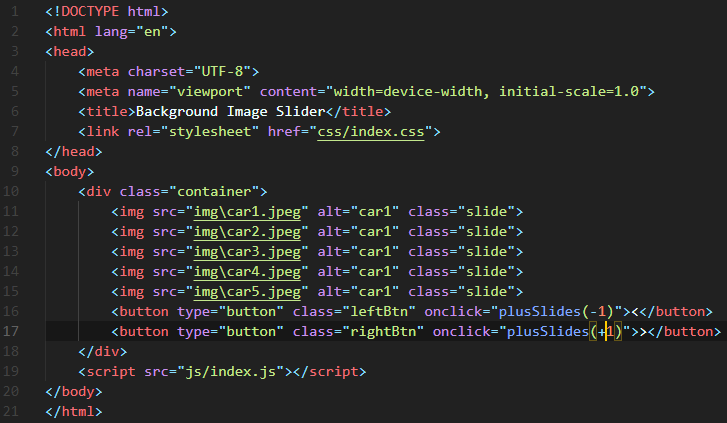 1 <!DOCTYPE html>
2 <html lang="en">
3 <head>
4     <meta charset="UTF-8">
5     <meta name="viewport" content="width=device-width, initial-scale=1.0">
6     <title>Background Image Slider</title>
7     <link rel="stylesheet" href="css/index.css">
8 </head>
9 <body>
10     <div class="container">
11         <img src="img\car1.jpeg" alt="car1" class="slide">
12         <img src="img\car2.jpeg" alt="car1" class="slide">
13         <img src="img\car3.jpeg" alt="car1" class="slide">
14         <img src="img\car4.jpeg" alt="car1" class="slide">
15         <img src="img\car5.jpeg" alt="car1" class="slide">
16         <button type="button" class="leftBtn" onclick="plusSlides(-1)"><</button>
17         <button type="button" class="rightBtn" onclick="plusSlides(+1)">></button>
18     </div>
19     <script src="js/index.js"></script>
20 </body>
21 </html>